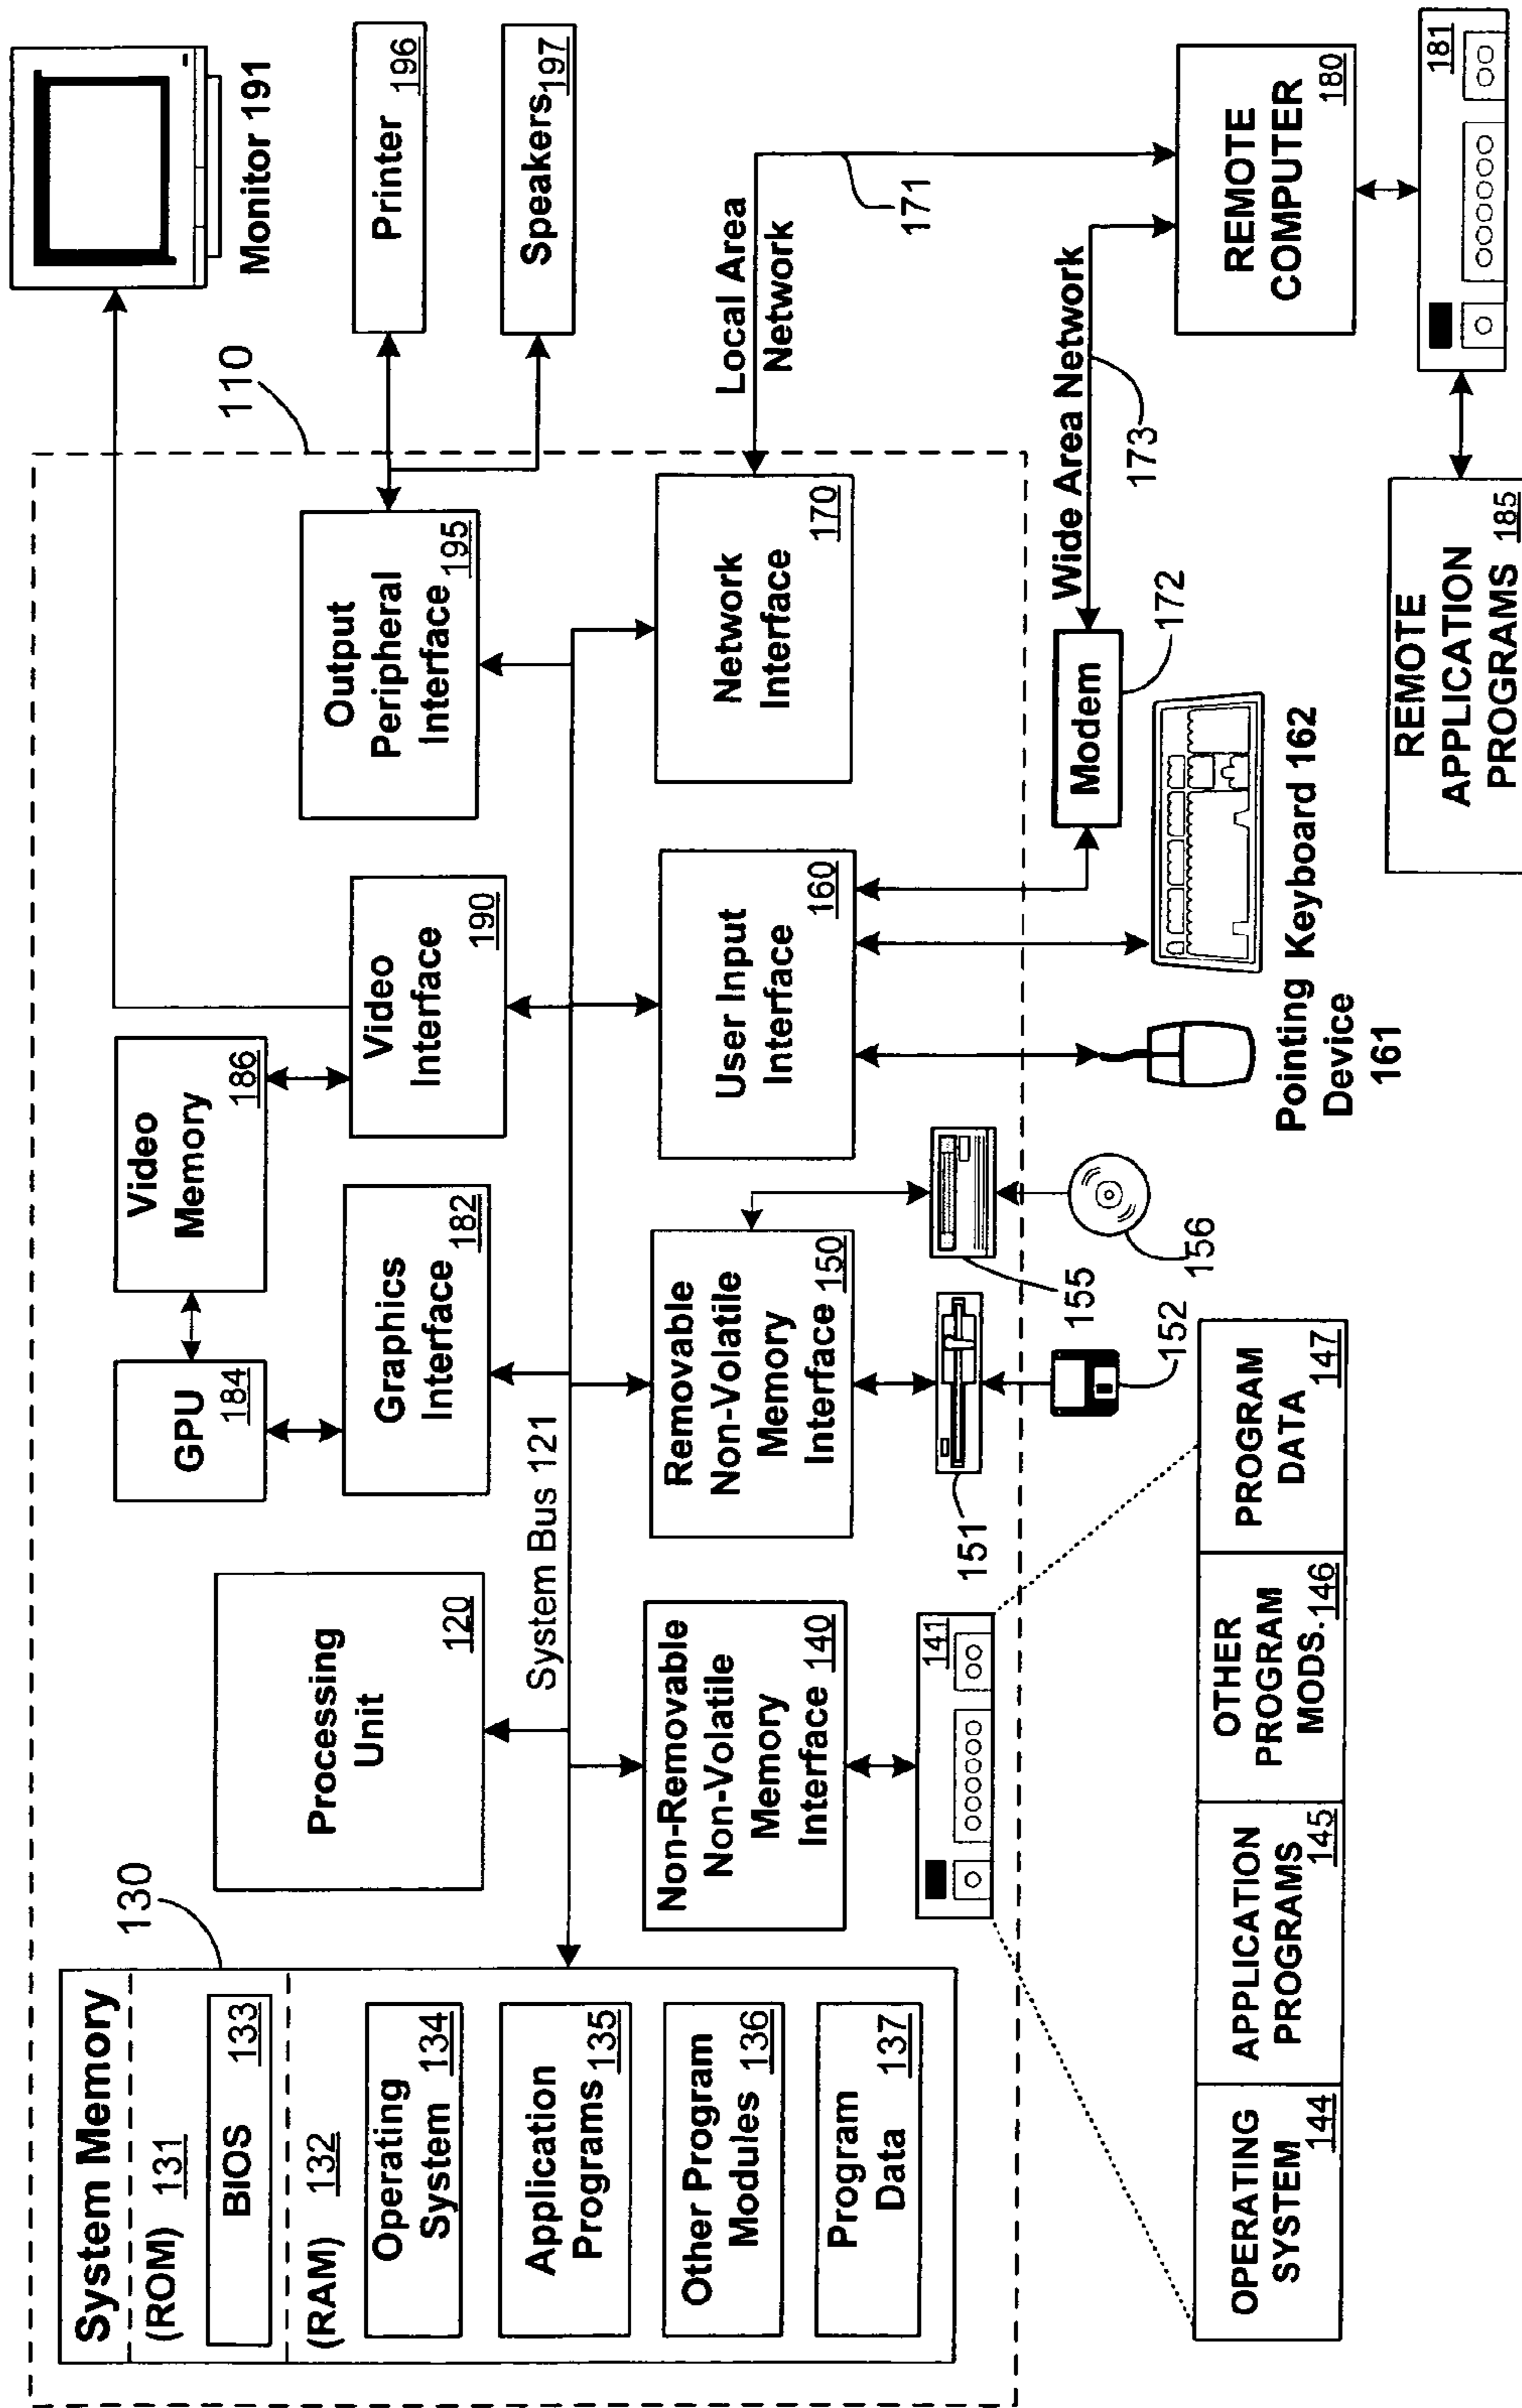 System Memory
(ROM) 131
BIOS 133
(RAM) 132
Operating
System 134
Application
Programs 135
Other Program
Modules 136
Program
Data 137
130
Processing
Unit
120
System Bus 121
GPU
184
Video
Memory
186
Graphics
Interface
182
Video
Interface
190
Output
Peripheral
Interface 195
110
Monitor 191
Printer
196
Speakers
197
Non-Removable
Non-Volatile
Memory
Interface 140
Removable
Non-Volatile
Memory
Interface 150
User Input
Interface
160
Network
Interface
170
Local Area
Network
171
141
151
152
155
156
Modem
172
Wide Area Network
173
Pointing
Device
161
Keyboard 162
REMOTE
COMPUTER
180
181
REMOTE
APPLICATION
PROGRAMS 185
OPERATING
SYSTEM
144
APPLICATION
PROGRAMS
145
OTHER
PROGRAM
MODS. 146
PROGRAM
DATA
147